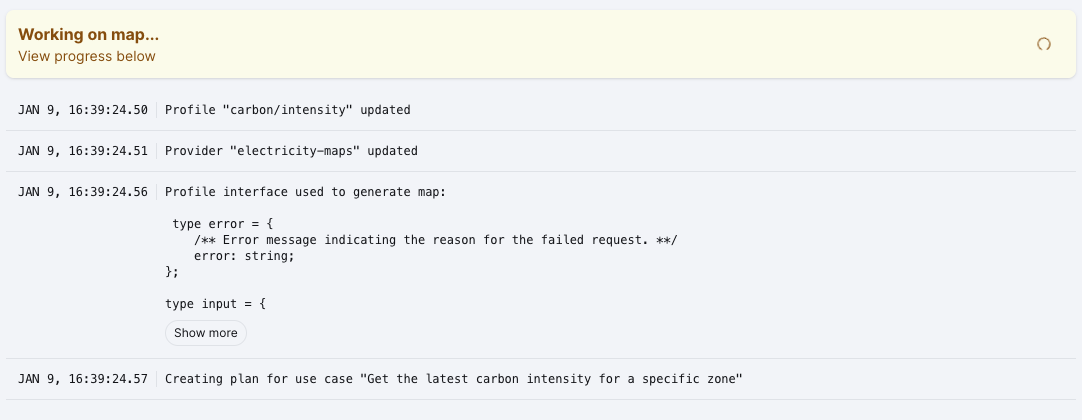 Working on map...
View progress below
JAN 9, 16:39:24.50 Profile "carbon/intensity" updated
JAN 9, 16:39:24.51 Provider "electricity-maps" updated
JAN 9, 16:39:24.56 Profile interface used to generate map:
type error = {
/** Error message indicating the reason for the failed request. **/
error: string;
};
type input = {
Show more
JAN 9, 16:39:24.57 Creating plan for use case "Get the latest carbon intensity for a specific zone"